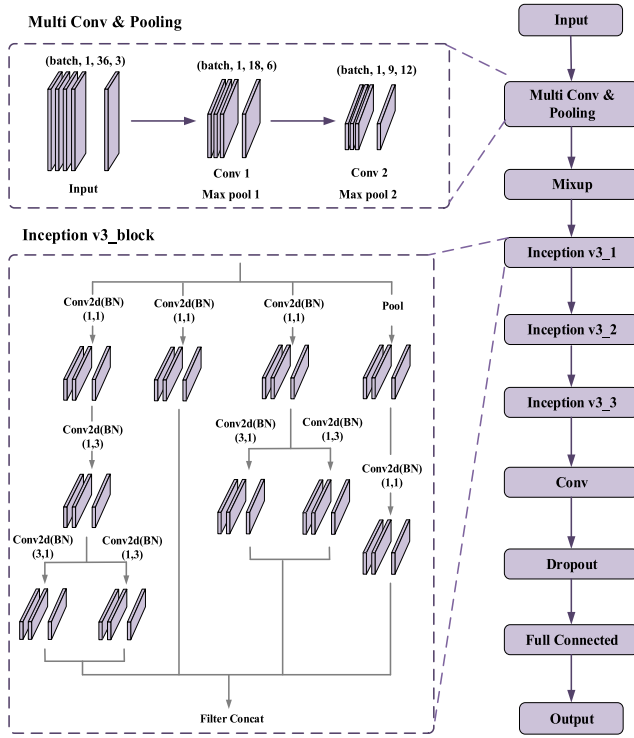 Multi Conv & Pooling
(batch, 1, 36, 3)
(batch, 1, 18, 6)
(batch, 1, 9, 12)
Input
Conv 1
Max pool 1
Conv 2
Max pool 2
Inception v3_block
Conv2d(BN)
(1,1)
Conv2d(BN)
(1,1)
Conv2d(BN)
(1,1)
Pool
Conv2d(BN)
(1,3)
Conv2d(BN)
(3,1)
Conv2d(BN)
(1,3)
Conv2d(BN)
(1,1)
Conv2d(BN)
(3,1)
Conv2d(BN)
(1,3)
Filter Concat
Input
Multi Conv &
Pooling
Mixup
Inception v3_1
Inception v3_2
Inception v3_3
Conv
Dropout
Full Connected
Output